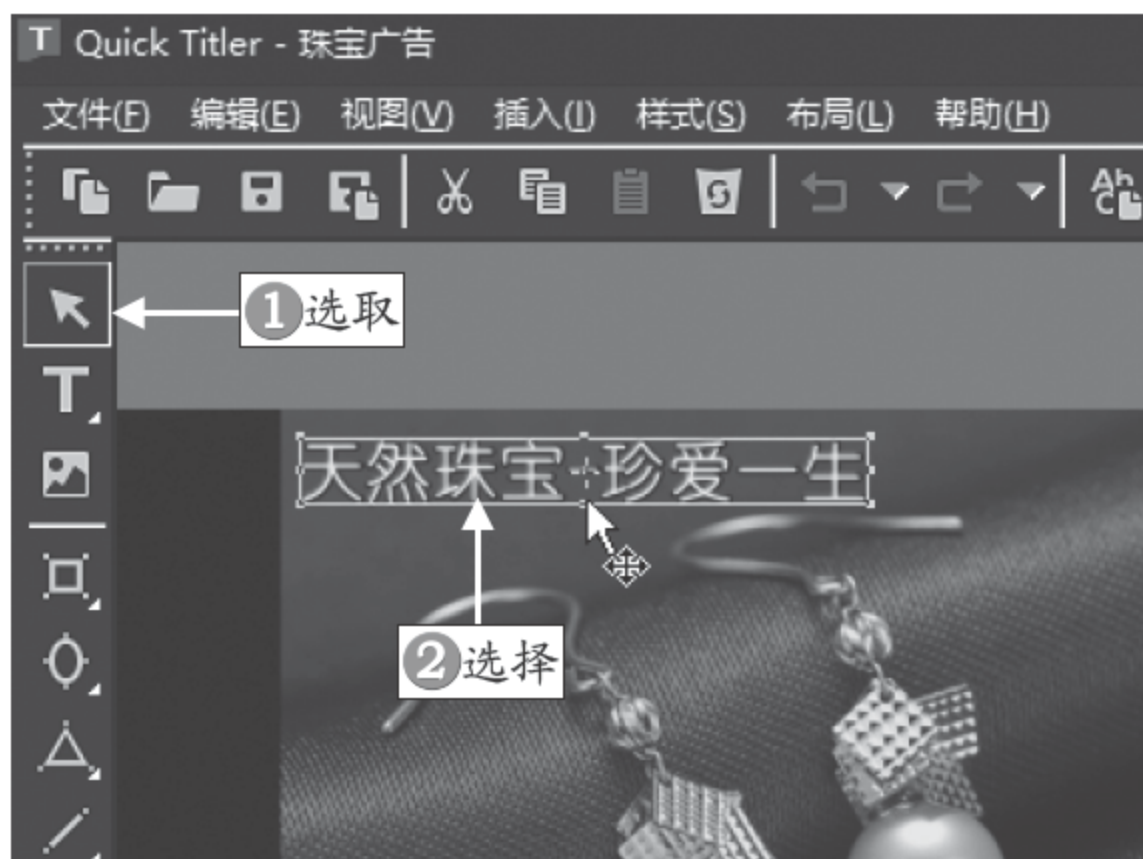 T Quick Titler - 珠宝广告
文件(F) 编辑(E) 视图(V) 插入(I) 样式(S) 布局(L) 帮助(H)
Ab
C
1选取
T
天然珠宝 珍爱一生
2选择